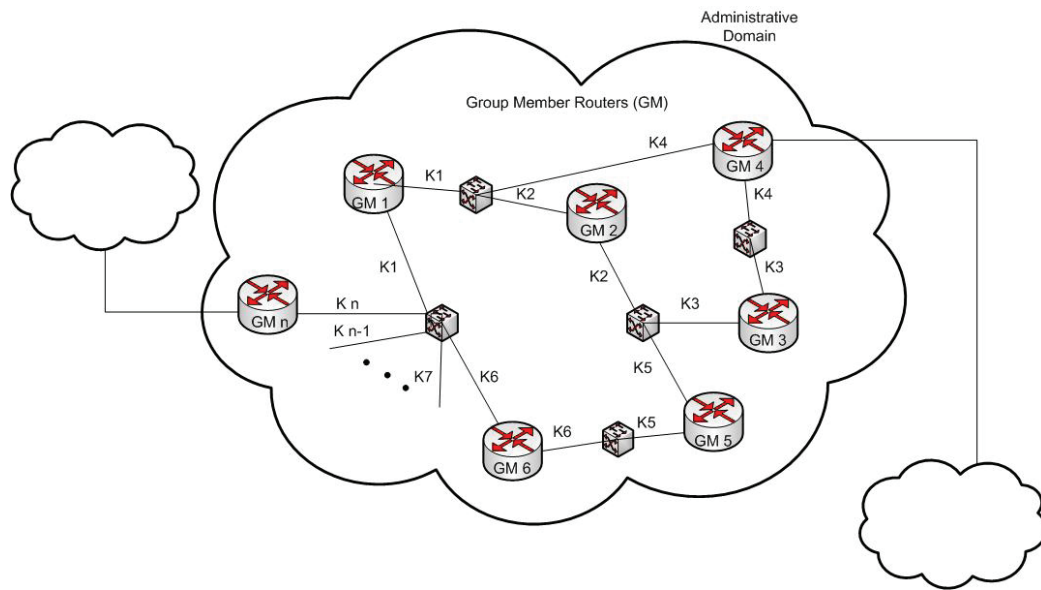 Administrative
Domain
Group Member Routers (GM)
K4
GM 4
K1
K2
GM 1
GM 2
K4
K1
K2
K3
K n
GM n
K3
GM 3
K n-1
K7
K6
K5
K6
K5
GM 5
GM 6